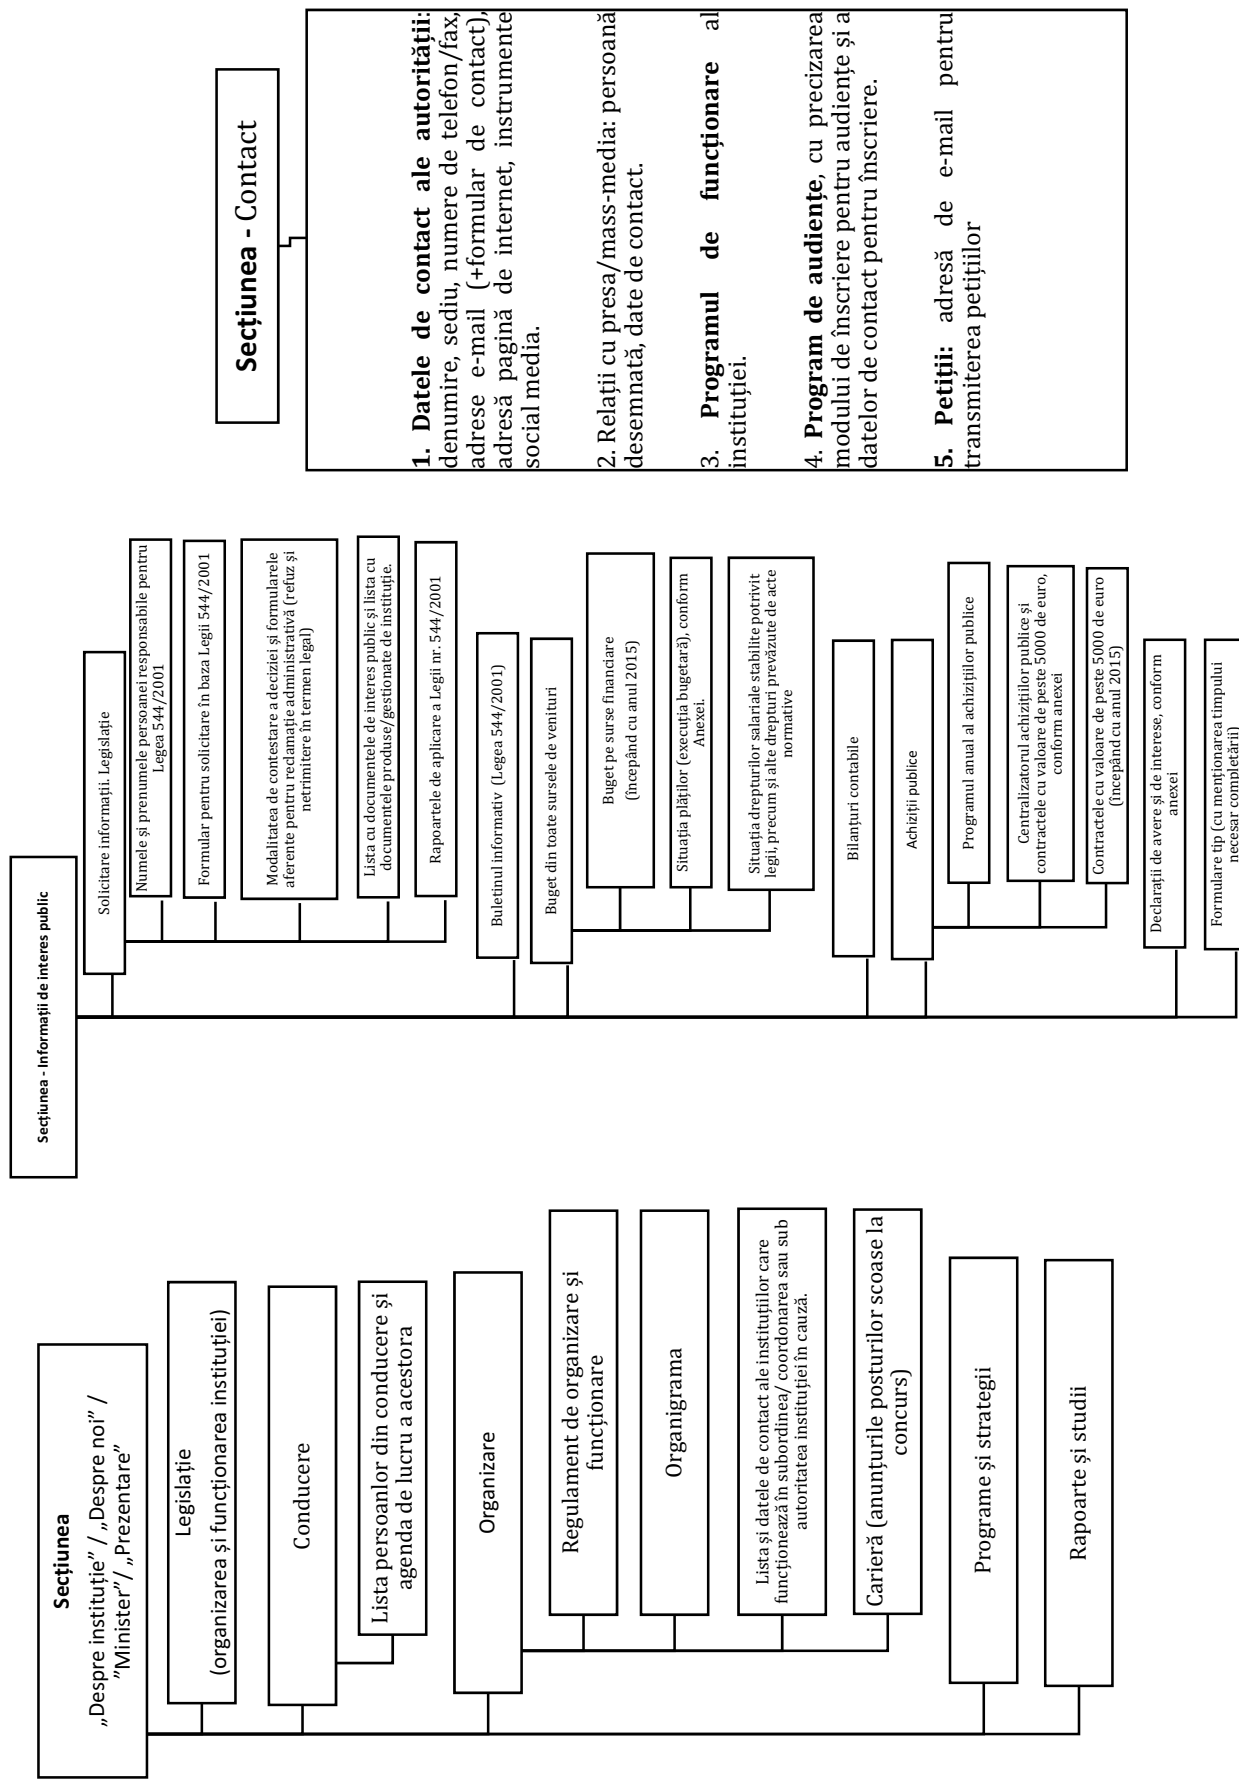 Secțiunea
„Despre instituție” / „Despre noi” /
”Minister”/ „Prezentare”
Legislație
(organizarea și funcționarea instituției)
Conducere
Lista persoanlor din conducere și
agenda de lucru a acestora
Organizare
Regulament de organizare și
funcționare
Organigrama
Lista și datele de contact ale instituțiilor care
funcționează în subordinea/ coordonarea sau sub
autoritatea instituției în cauză.
Carieră (anunțurile posturilor scoase la
concurs)
Programe și strategii
Rapoarte și studii
Secțiunea - Informații de interes public
Solicitare informații. Legislație
Numele și prenumele persoanei responsabile pentru
Legea 544/2001
Formular pentru solicitare în baza Legii 544/2001
Modalitatea de contestare a deciziei și formularele
aferente pentru reclamație administrativă (refuz și
netrimitere în termen legal)
Lista cu documentele de interes public și lista cu
documentele produse/gestionate de instituție.
Rapoartele de aplicare a Legii nr. 544/2001
Buletinul informativ (Legea 544/2001)
Buget din toate sursele de venituri
Buget pe surse financiare
(începând cu anul 2015)
Situația plăților (execuția bugetară), conform
Anexei.
Situația drepturilor salariale stabilite potrivit
legii, precum și alte drepturi prevăzute de acte
normative
Bilanțuri contabile
Achiziții publice
Programul anual al achizițiilor publice
Centralizatorul achizițiilor publice și
contractele cu valoare de peste 5000 de euro,
conform anexei
Contractele cu valoare de peste 5000 de euro
(începând cu anul 2015)
Declarații de avere și de interese, conform
anexei
Formulare tip (cu menționarea timpului
necesar completării)
Secțiunea - Contact
1. Datele de contact ale autorității:
denumire, sediu, numere de telefon/fax,
adrese e-mail (+formular de contact),
adresă pagină de internet, instrumente
social media.
2. Relații cu presa/mass-media: persoană
desemnată, date de contact.
3. Programul de funcționare al
instituției.
4. Program de audiențe, cu precizarea
modului de înscriere pentru audiențe și a
datelor de contact pentru înscriere.
5. Petiții: adresă de e-mail pentru
transmiterea petițiilor